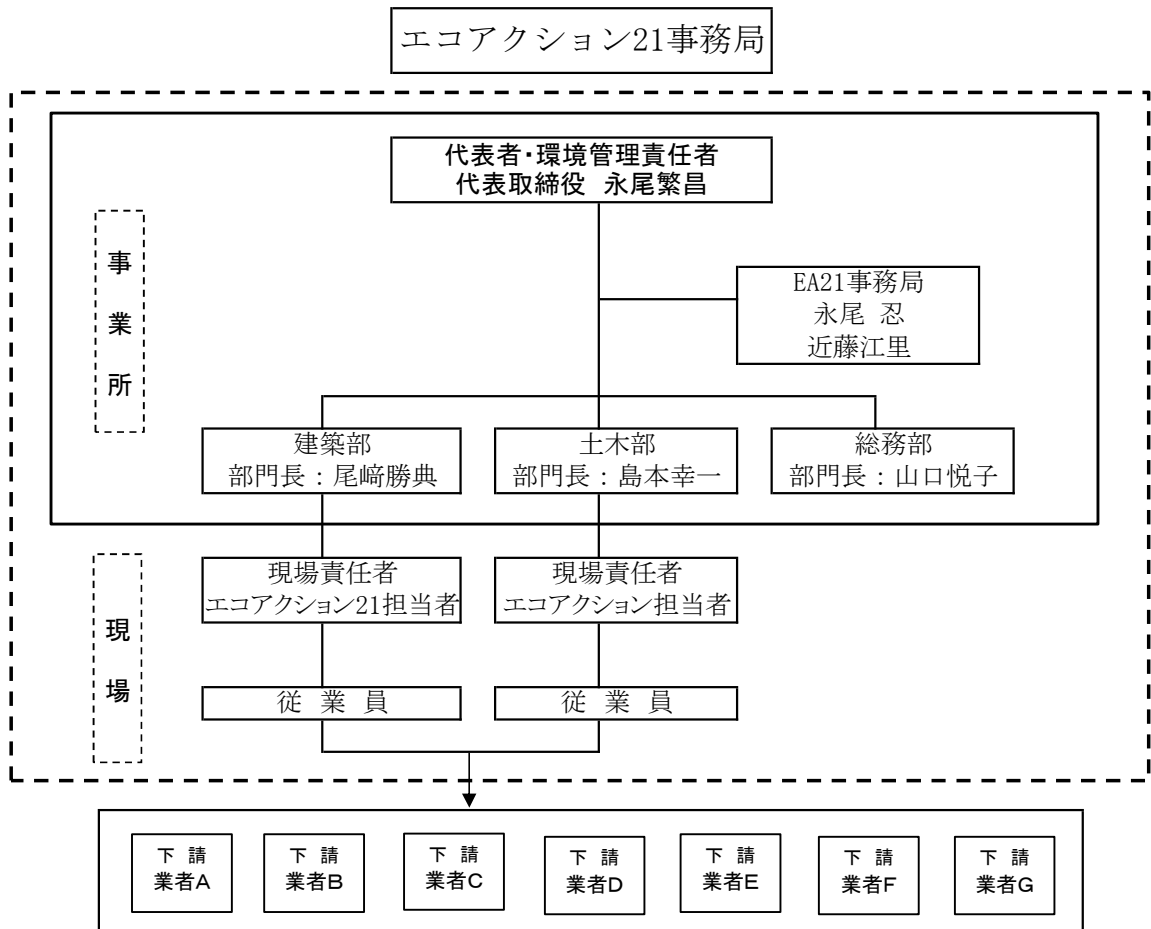 エコアクション21事務局
代表者・環境管理責任者
代表取締役 永尾繁昌
事業所
EA21事務局
永尾 忍
近藤江里
建築部
部門長：尾﨑勝典
土木部
部門長：島本幸一
総務部
部門長：山口悦子
現場
現場責任者
エコアクション21担当者
現場責任者
エコアクション担当者
従 業 員
従 業 員
下 請
業者A
下 請
業者B
下 請
業者C
下 請
業者D
下 請
業者E
下 請
業者F
下 請
業者G